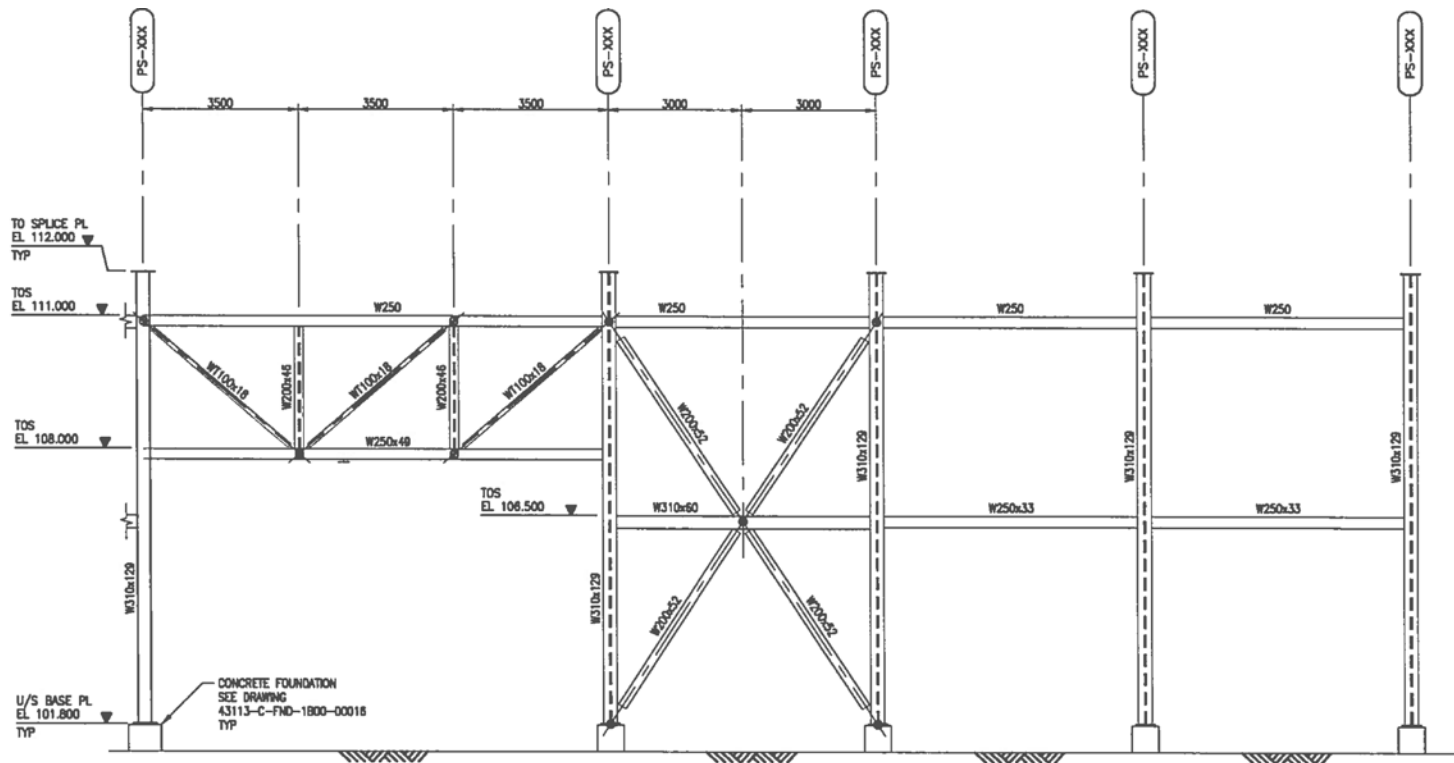 PS-XXX
PS-XXX
PS-XXX
PS-XXX
PS-XXX
3500
3500
3500
3000
3000
TO SPLICE PL
EL 112.000
TYP
TOS
EL 111.000
W250
W250
W250
W250
WT100x18
W200x46
WT100x18
W200x46
WT100x18
TOS
EL 108.000
W250x49
W200x52
W200x52
W310x129
W310x129
W310x129
TOS
EL 106.500
W310x60
W250x33
W250x33
W310x129
W310x129
W200x52
W200x52
U/S BASE PL
EL 101.800
TYP
CONCRETE FOUNDATION
SEE DRAWING
43113-C-FND-1B00-00016
TYP